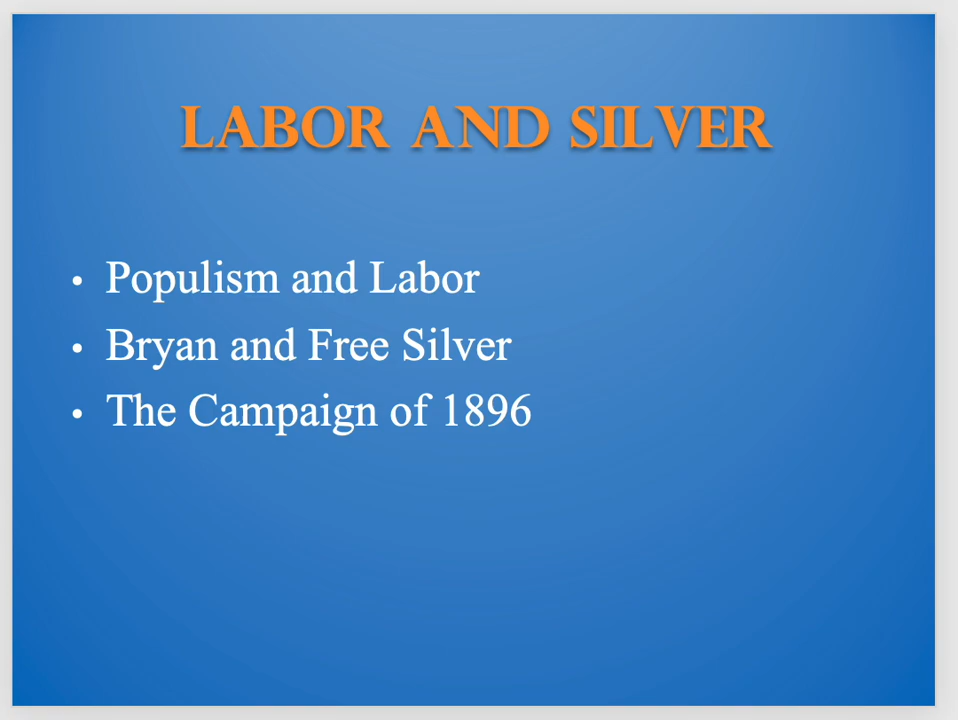 LABOR AND SILVER
• Populism and Labor
• Bryan and Free Silver
• The Campaign of 1896